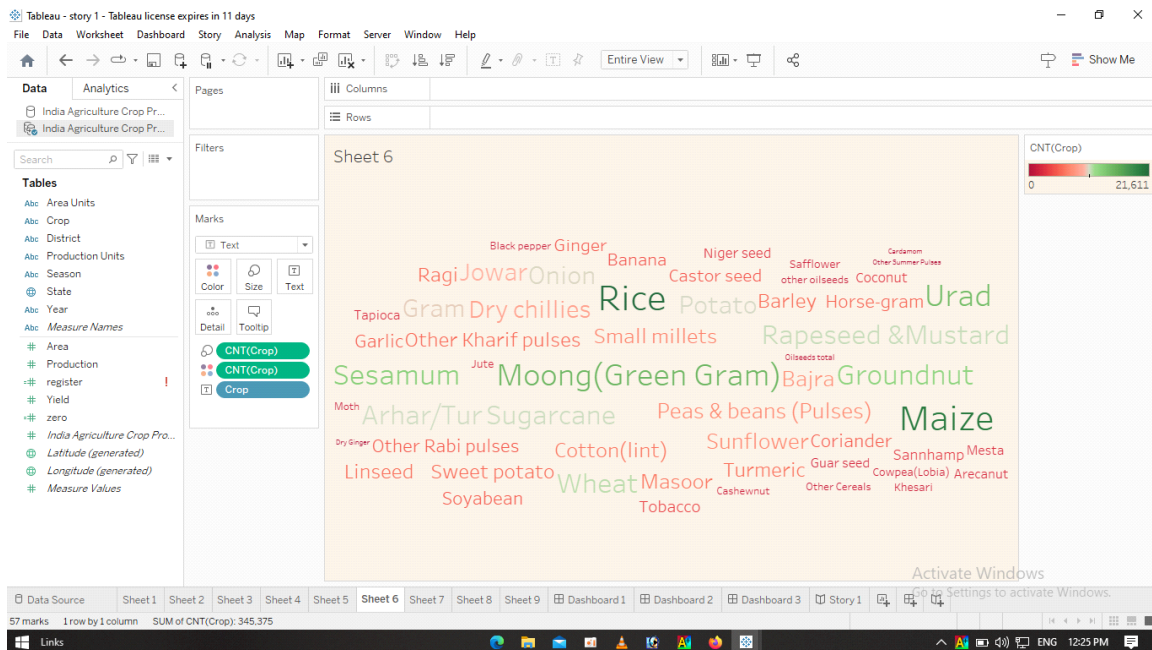 Tableau - story 1 - Tableau license expires in 11 days
File Data Worksheet Dashboard Story Analysis Map Format Server Window Help
Entire View
Show Me
Data Analytics
India Agriculture Crop Pr...
India Agriculture Crop Pr...
Search
Tables
Abc Area Units
Abc Crop
Abc District
Abc Production Units
Abc Season
State
Abc Year
Abc Measure Names
# Area
# Production
=# register !
# Yield
=# zero
# India Agriculture Crop Pro...
Latitude (generated)
Longitude (generated)
# Measure Values
Pages
Filters
Marks
T Text
Color Size Text
Detail Tooltip
CNT(Crop)
CNT(Crop)
T Crop
iii Columns
Rows
Sheet 6
Black pepper Ginger Niger seed Cardamom
Banana Safflower Other Summer Pulses
Ragi Jowar Onion Castor seed other oilseeds Coconut
Tapioca Gram Dry chillies Rice Potato Barley Horse-gram Urad
Garlic Other Kharif pulses Small millets Rapeseed &Mustard
Oilseeds total
Sesamum Jute Moong(Green Gram) Bajra Groundnut
Moth Arhar/Tur Sugarcane Peas & beans (Pulses) Maize
Dry Ginger Other Rabi pulses Cotton(lint) Sunflower Coriander Sannhamp Mesta
Linseed Sweet potato Turmeric Guar seed Cowpea(Lobia) Arecanut
Soyabean Wheat Masoor Cashewnut Other Cereals Khesari
Tobacco
CNT(Crop)
0 21,611
Activate Windows
Go to Settings to activate Windows.
Data Source Sheet 1 Sheet 2 Sheet 3 Sheet 4 Sheet 5 Sheet 6 Sheet 7 Sheet 8 Sheet 9 Dashboard 1 Dashboard 2 Dashboard 3 Story 1
57 marks 1 row by 1 column SUM of CNT(Crop): 345,375
Links ENG 12:25 PM